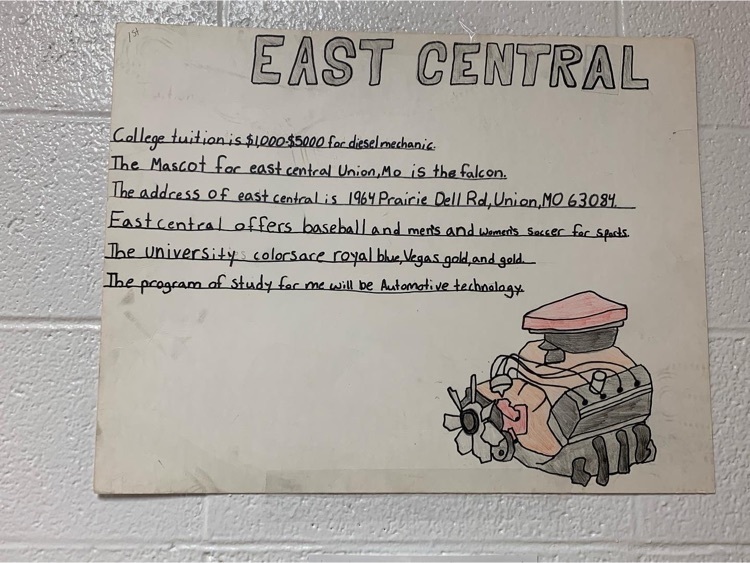 1st
EAST CENTRAL
College tuition is $1,000-$5000 for diesel mechanic.
The Mascot for east central Union, Mo is the falcon.
The address of east central is 1964 Prairie Dell Rd, Union, MO 63084.
East central offers baseball and men's and women's soccer for sports.
The university colors are royal blue, Vegas gold, and gold.
The program of study for me will be Automotive technology.